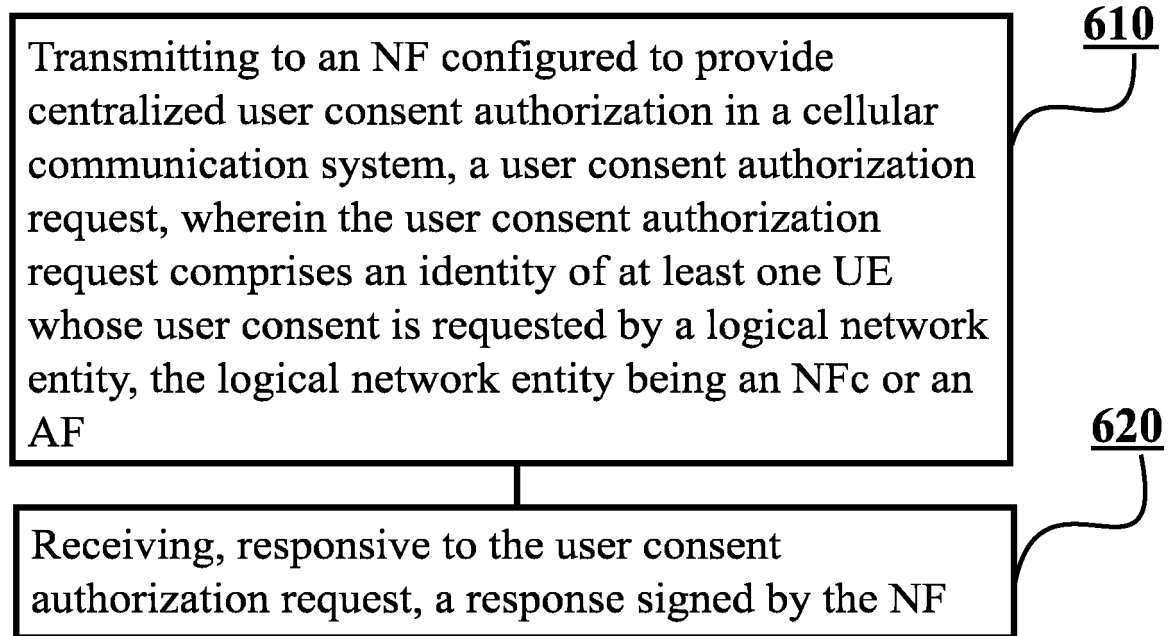 610
Transmitting to an NF configured to provide
centralized user consent authorization in a cellular
communication system, a user consent authorization
request, wherein the user consent authorization
request comprises an identity of at least one UE
whose user consent is requested by a logical network
entity, the logical network entity being an NFc or an
AF
620
Receiving, responsive to the user consent
authorization request, a response signed by the NF